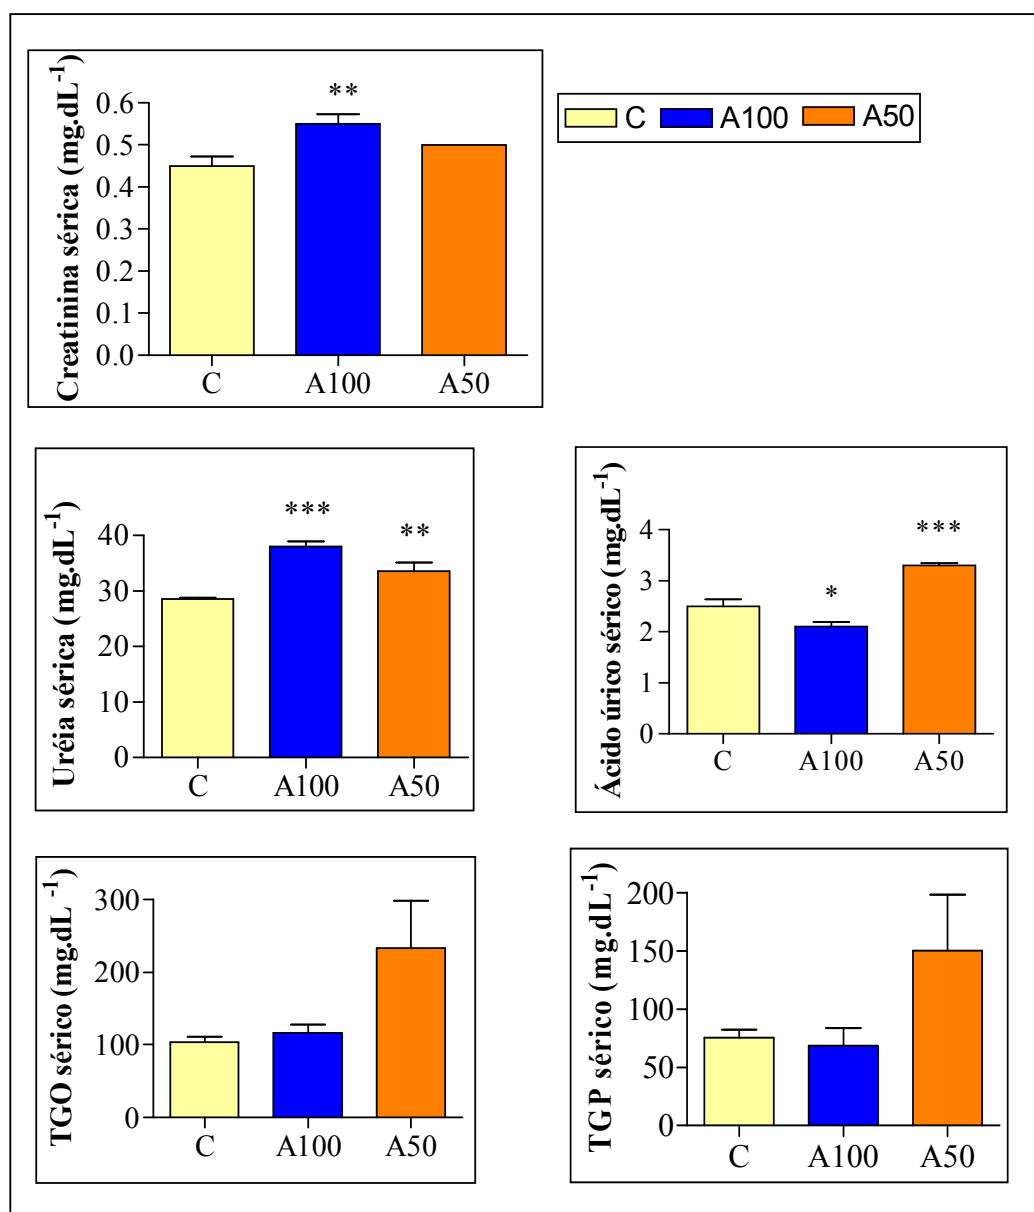 Creatinina sérica (mg.dL-1)
0.6
0.5
0.4
0.3
0.2
0.1
0.0
**
C
A100
A50
C A100 A50
Uréia sérica (mg.dL-1)
40
30
20
10
0
***
**
C
A100
A50
Ácido úrico sérico (mg.dL-1)
4
3
2
1
0
*
***
C
A100
A50
TGO sérico (mg.dL-1)
300
200
100
0
C
A100
A50
TGP sérico (mg.dL-1)
200
150
100
50
0
C
A100
A50